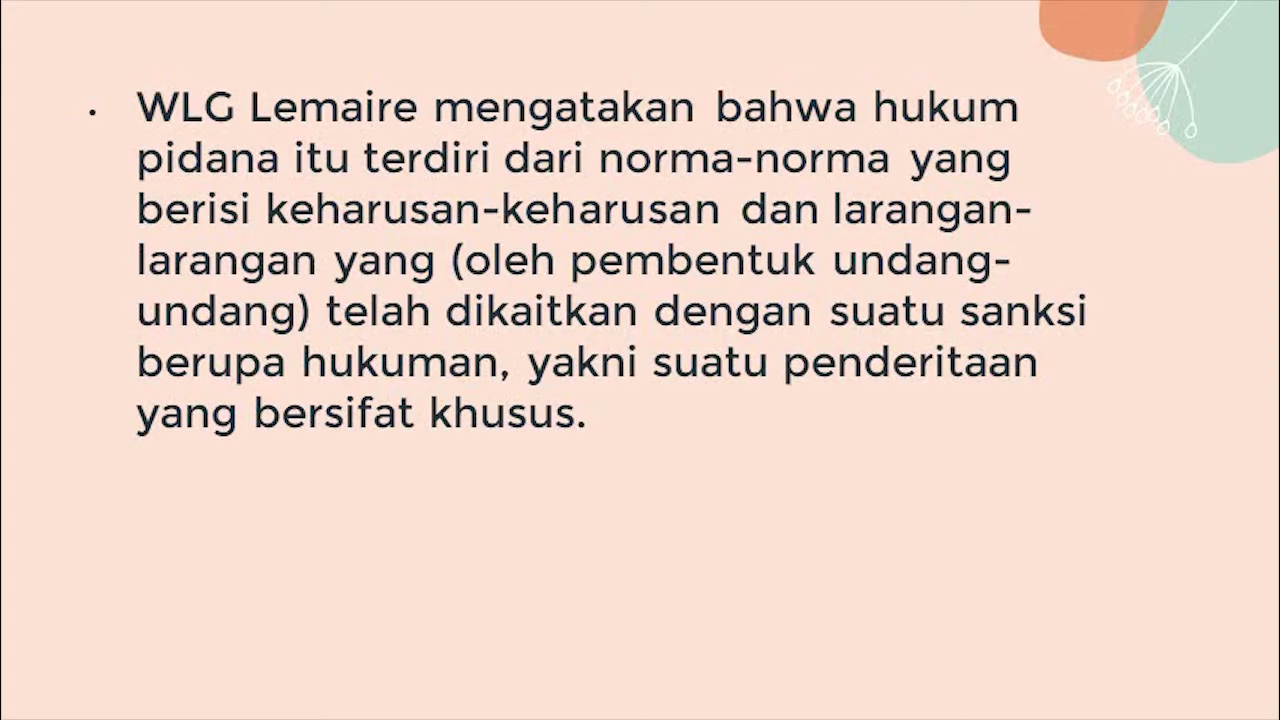 • WLG Lemaire mengatakan bahwa hukum
pidana itu terdiri dari norma-norma yang
berisi keharusan-keharusan dan larangan-
larangan yang (oleh pembentuk undang-
undang) telah dikaitkan dengan suatu sanksi
berupa hukuman, yakni suatu penderitaan
yang bersifat khusus.